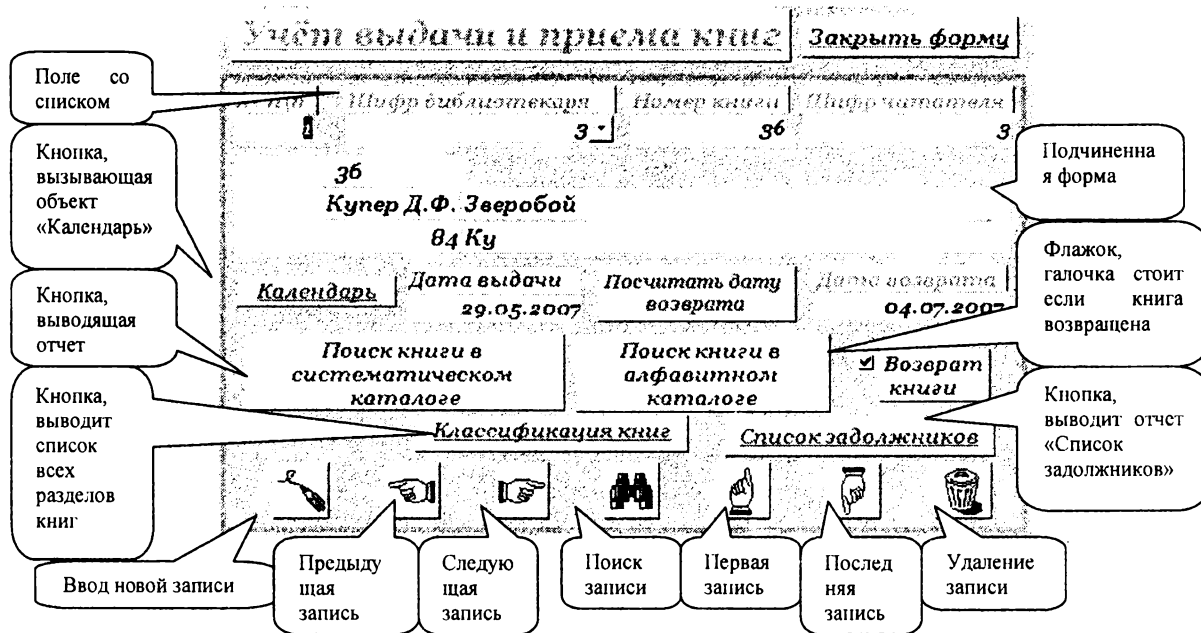 Учёт выдачи и приема книг
Закрыть форму
Поле со
списком
Шифр библиотекаря
Номер книги
Шифр читателя
1
3
36
3
Кнопка,
вызывающая
объект
«Календарь»
36
Купер Д.Ф. Зверобой
84 Ку
Подчиненна
я форма
Календарь
Дата выдачи
29.05.2007
Посчитать дату
возврата
Дата возврата
04.07.2007
Флажок,
галочка стоит
если книга
возвращена
Кнопка,
выводящая
отчет
Поиск книги в
систематическом
каталоге
Поиск книги в
алфавитном
каталоге
Возврат
книги
Кнопка,
выводит
список
всех
разделов
книг
Классификация книг
Список задолжников
Кнопка,
выводит отчет
«Список
задолжников»
Ввод новой записи
Предыду
щая
запись
Следую
щая
запись
Поиск
записи
Первая
запись
Послед
няя
запись
Удаление
записи